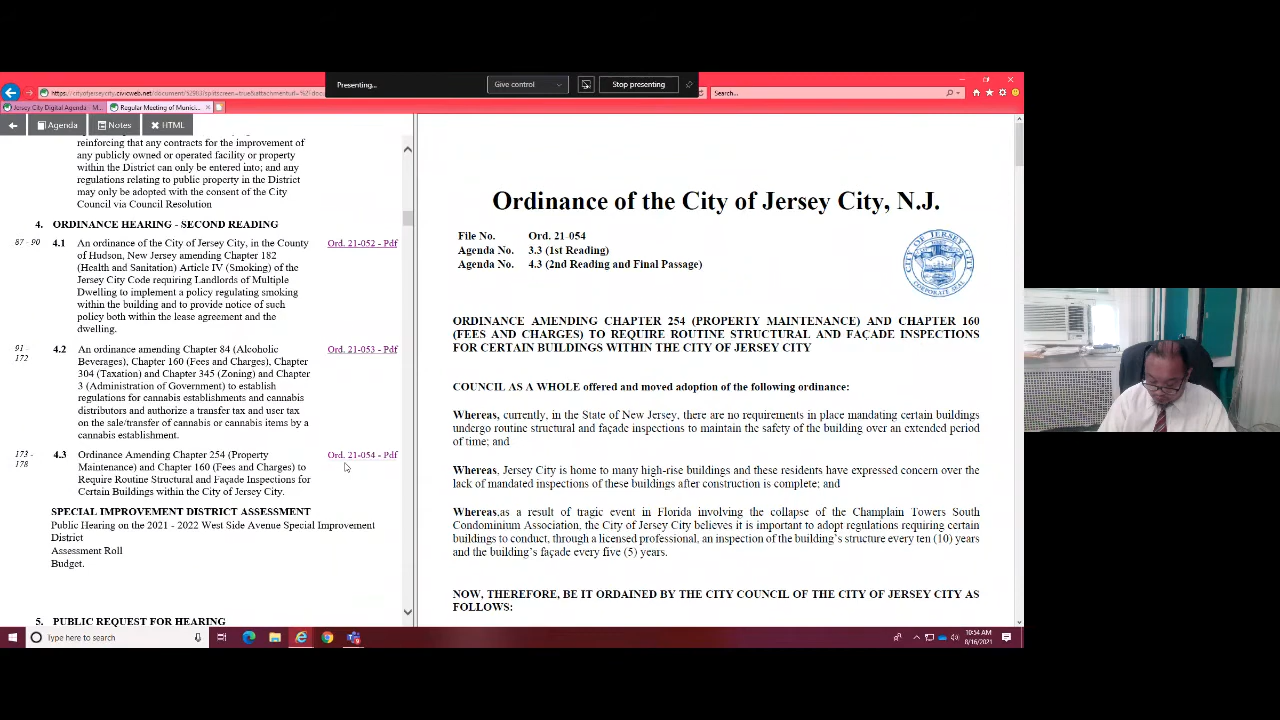 Presenting...
Give control
Stop presenting
Search...
Jersey City Digital Agenda - M...
Regular Meeting of Munici...
Agenda
Notes
HTML
reinforcing that any contracts for the improvement of
any publicly owned or operated facility or property
within the District can only be entered into; and any
regulations relating to public property in the District
may only be adopted with the consent of the City
Council via Council Resolution
4. ORDINANCE HEARING - SECOND READING
87 - 90 4.1 An ordinance of the City of Jersey City, in the County Ord. 21-052 - Pdf
of Hudson, New Jersey amending Chapter 182
(Health and Sanitation) Article IV (Smoking) of the
Jersey City Code requiring Landlords of Multiple
Dwelling to implement a policy regulating smoking
within the building and to provide notice of such
policy both within the lease agreement and the
dwelling.
91 - 172 4.2 An ordinance amending Chapter 84 (Alcoholic Ord. 21-053 - Pdf
Beverages), Chapter 160 (Fees and Charges), Chapter
304 (Taxation) and Chapter 345 (Zoning) and Chapter
3 (Administration of Government) to establish
regulations for cannabis establishments and cannabis
distributors and authorize a transfer tax and user tax
on the sale/transfer of cannabis or cannabis items by a
cannabis establishment.
173 - 178 4.3 Ordinance Amending Chapter 254 (Property Ord. 21-054 - Pdf
Maintenance) and Chapter 160 (Fees and Charges) to
Require Routine Structural and Façade Inspections for
Certain Buildings within the City of Jersey City.
SPECIAL IMPROVEMENT DISTRICT ASSESSMENT
Public Hearing on the 2021 - 2022 West Side Avenue Special Improvement
District
Assessment Roll
Budget.
5. PUBLIC REQUEST FOR HEARING
Ordinance of the City of Jersey City, N.J.
File No. Ord. 21-054
Agenda No. 3.3 (1st Reading)
Agenda No. 4.3 (2nd Reading and Final Passage)
CITY OF JERSEY CITY
CORPORATE SEAL
ORDINANCE AMENDING CHAPTER 254 (PROPERTY MAINTENANCE) AND CHAPTER 160
(FEES AND CHARGES) TO REQUIRE ROUTINE STRUCTURAL AND FAÇADE INSPECTIONS
FOR CERTAIN BUILDINGS WITHIN THE CITY OF JERSEY CITY
COUNCIL AS A WHOLE offered and moved adoption of the following ordinance:
Whereas, currently, in the State of New Jersey, there are no requirements in place mandating certain buildings
undergo routine structural and façade inspections to maintain the safety of the building over an extended period
of time; and
Whereas, Jersey City is home to many high-rise buildings and these residents have expressed concern over the
lack of mandated inspections of these buildings after construction is complete; and
Whereas,as a result of tragic event in Florida involving the collapse of the Champlain Towers South
Condominium Association, the City of Jersey City believes it is important to adopt regulations requiring certain
buildings to conduct, through a licensed professional, an inspection of the building's structure every ten (10) years
and the building's façade every five (5) years.
NOW, THEREFORE, BE IT ORDAINED BY THE CITY COUNCIL OF THE CITY OF JERSEY CITY AS
FOLLOWS:
Type here to search
10:54 AM
8/16/2021